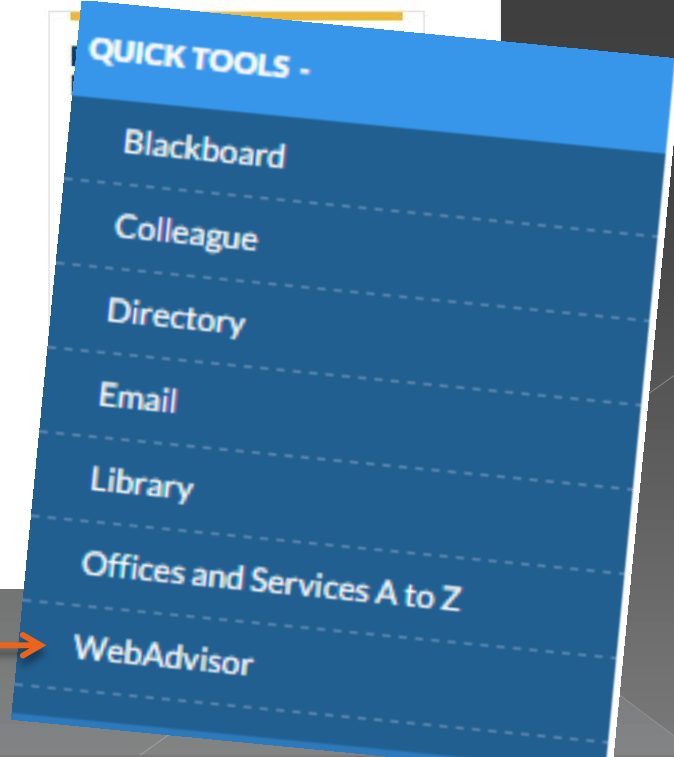 QUICK TOOLS -
Blackboard
Colleague
Directory
Email
Library
Offices and Services A to Z
WebAdvisor